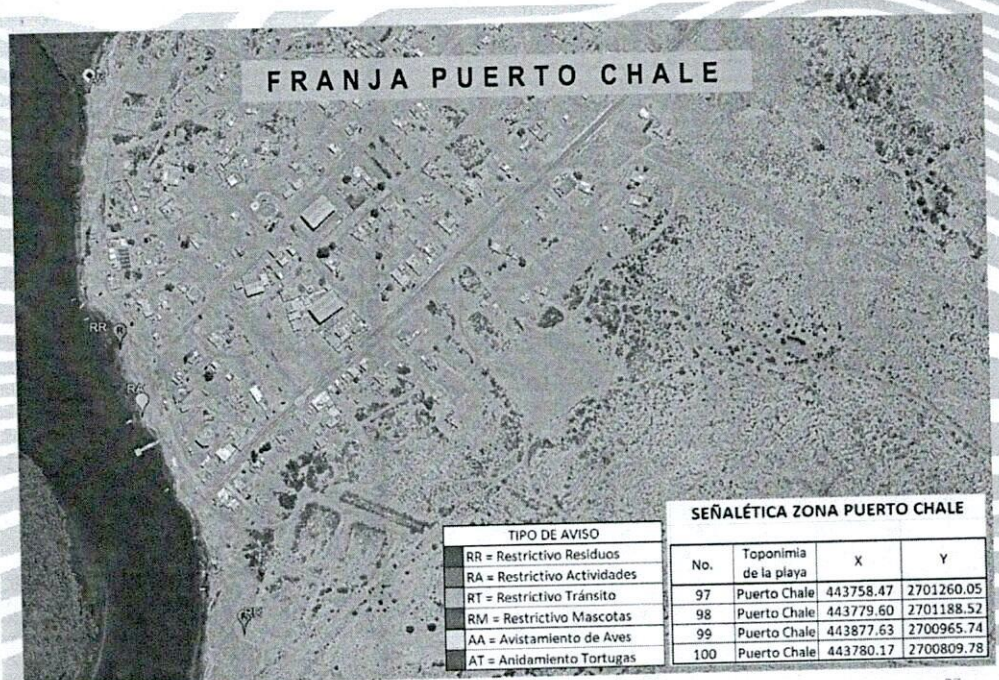 FRANJA PUERTO CHALE
RR
RA
TIPO DE AVISO
RR = Restrictivo Residuos
RA = Restrictivo Actividades
RT = Restrictivo Tránsito
RM = Restrictivo Mascotas
AA = Avistamiento de Aves
AT = Anidamiento Tortugas
SEÑALÉTICA ZONA PUERTO CHALE
No. Toponimia de la playa X Y
97 Puerto Chale 443758.47 2701260.05
98 Puerto Chale 443779.60 2701188.52
99 Puerto Chale 443877.63 2700965.74
100 Puerto Chale 443780.17 2700809.78